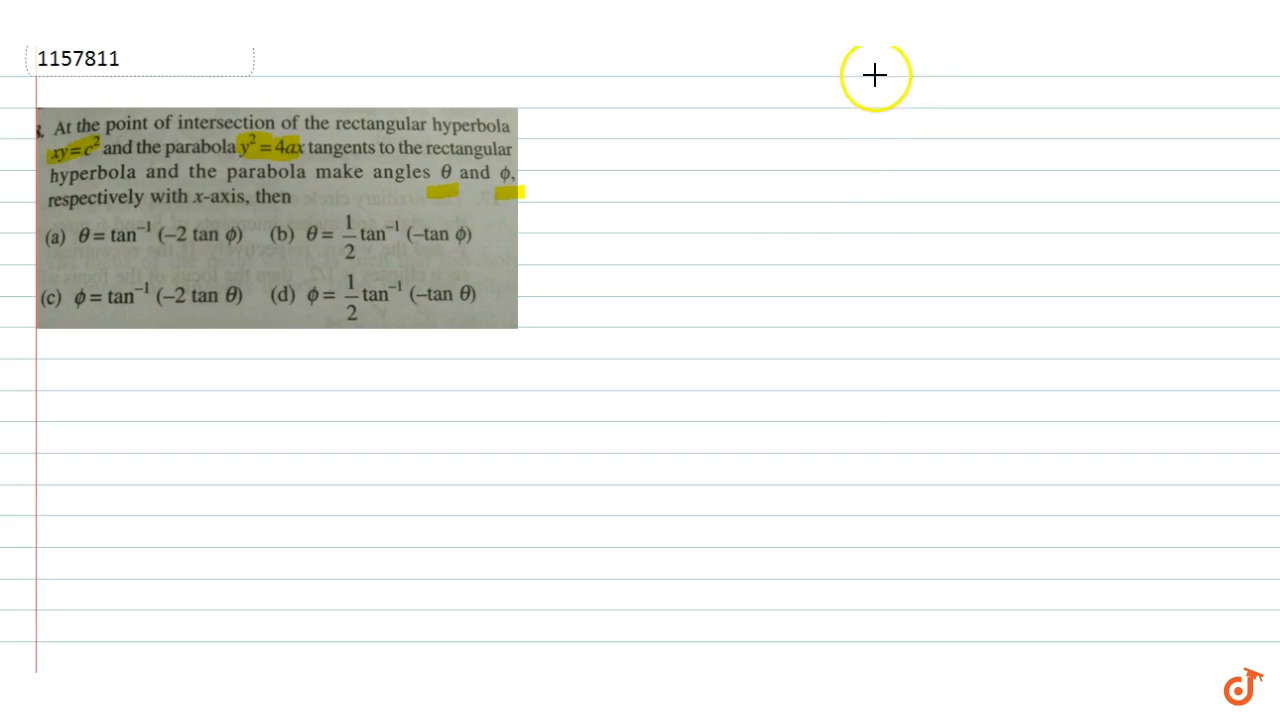 1157811
At the point of intersection of the rectangular hyperbola
xy = c² and the parabola y² = 4ax tangents to the rectangular
hyperbola and the parabola make angles θ and ϕ,
respectively with x-axis, then
(a) θ = tan⁻¹ (−2 tan ϕ) (b) θ = 1/2 tan⁻¹ (−tan ϕ)
(c) ϕ = tan⁻¹ (−2 tan θ) (d) ϕ = 1/2 tan⁻¹ (−tan θ)